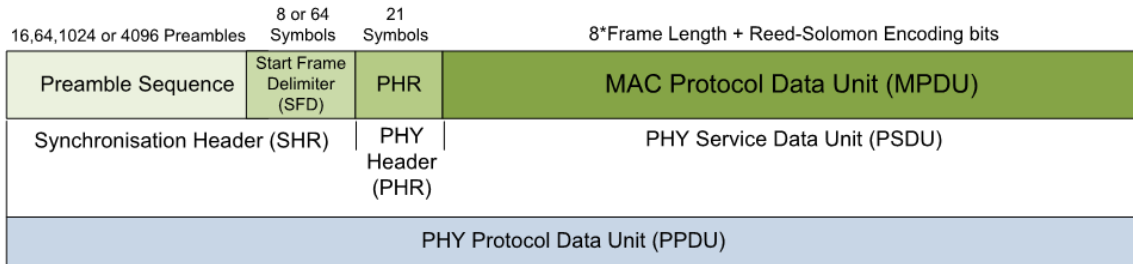 8 or 64
Symbols
21
Symbols
16,64,1024 or 4096 Preambles
8*Frame Length + Reed-Solomon Encoding bits
Preamble Sequence
Start Frame
Delimiter
(SFD)
PHR
MAC Protocol Data Unit (MPDU)
Synchronisation Header (SHR)
PHY
Header
(PHR)
PHY Service Data Unit (PSDU)
PHY Protocol Data Unit (PPDU)